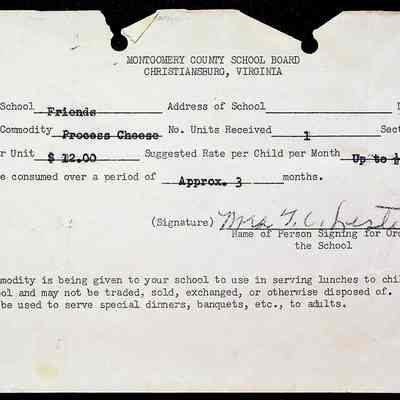 MONTGOMERY COUNTY SCHOOL BOARD
CHRISTIANSBURG, VIRGINIA
School Friends Address of School
Commodity Process Cheese No. Units Received 1 Sect
r Unit $ 12.00 Suggested Rate per Child per Month Up to
e consumed over a period of Approx. 3 months.
(Signature) Mrs. T. C.
Name of Person Signing for Ord
the School
mmodity is being given to your school to use in serving lunches to chil
ool and may not be traded, sold, exchanged, or otherwise disposed of.
be used to serve special dinners, banquets, etc., to adults.